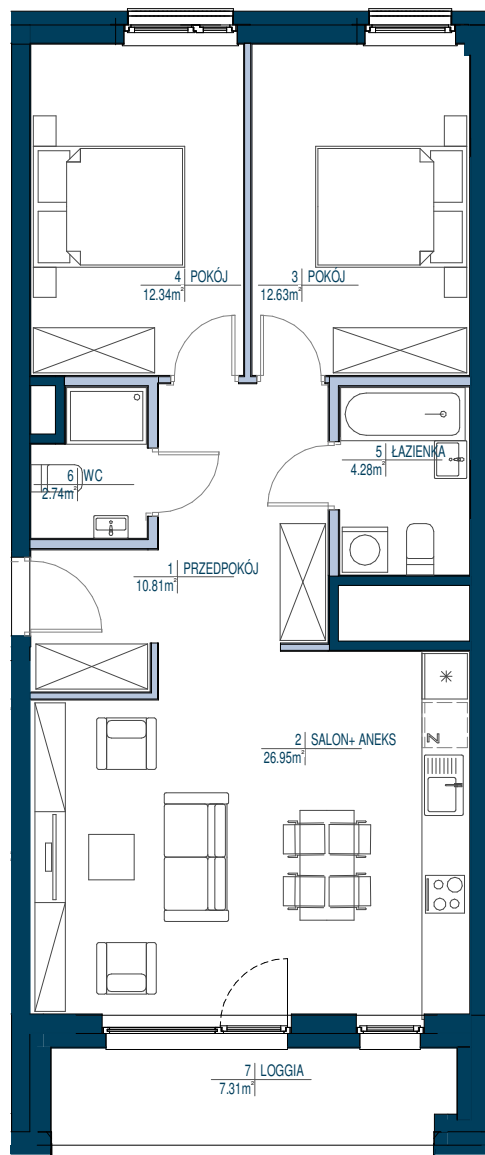 4 POKÓJ
12.34m²
3 POKÓJ
12.63m²
5 ŁAZIENKA
4.28m²
6 WC
2.74m²
1 PRZEDPOKÓJ
10.81m²
2 SALON+ ANEKS
26.95m²
Z
7 LOGGIA
7.31m²